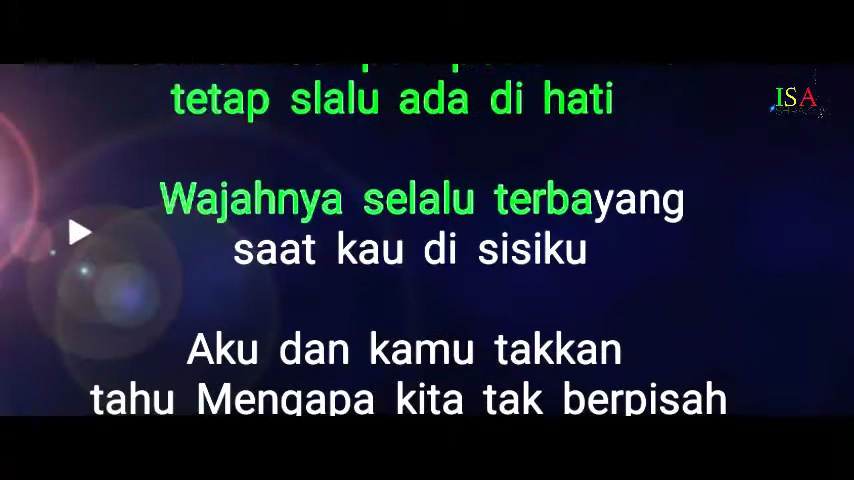 tetap slalu ada di hati
ISA
Wajahnya selalu terbayang
saat kau di sisiku
Aku dan kamu takkan
tahu Mengapa kita tak berpisah